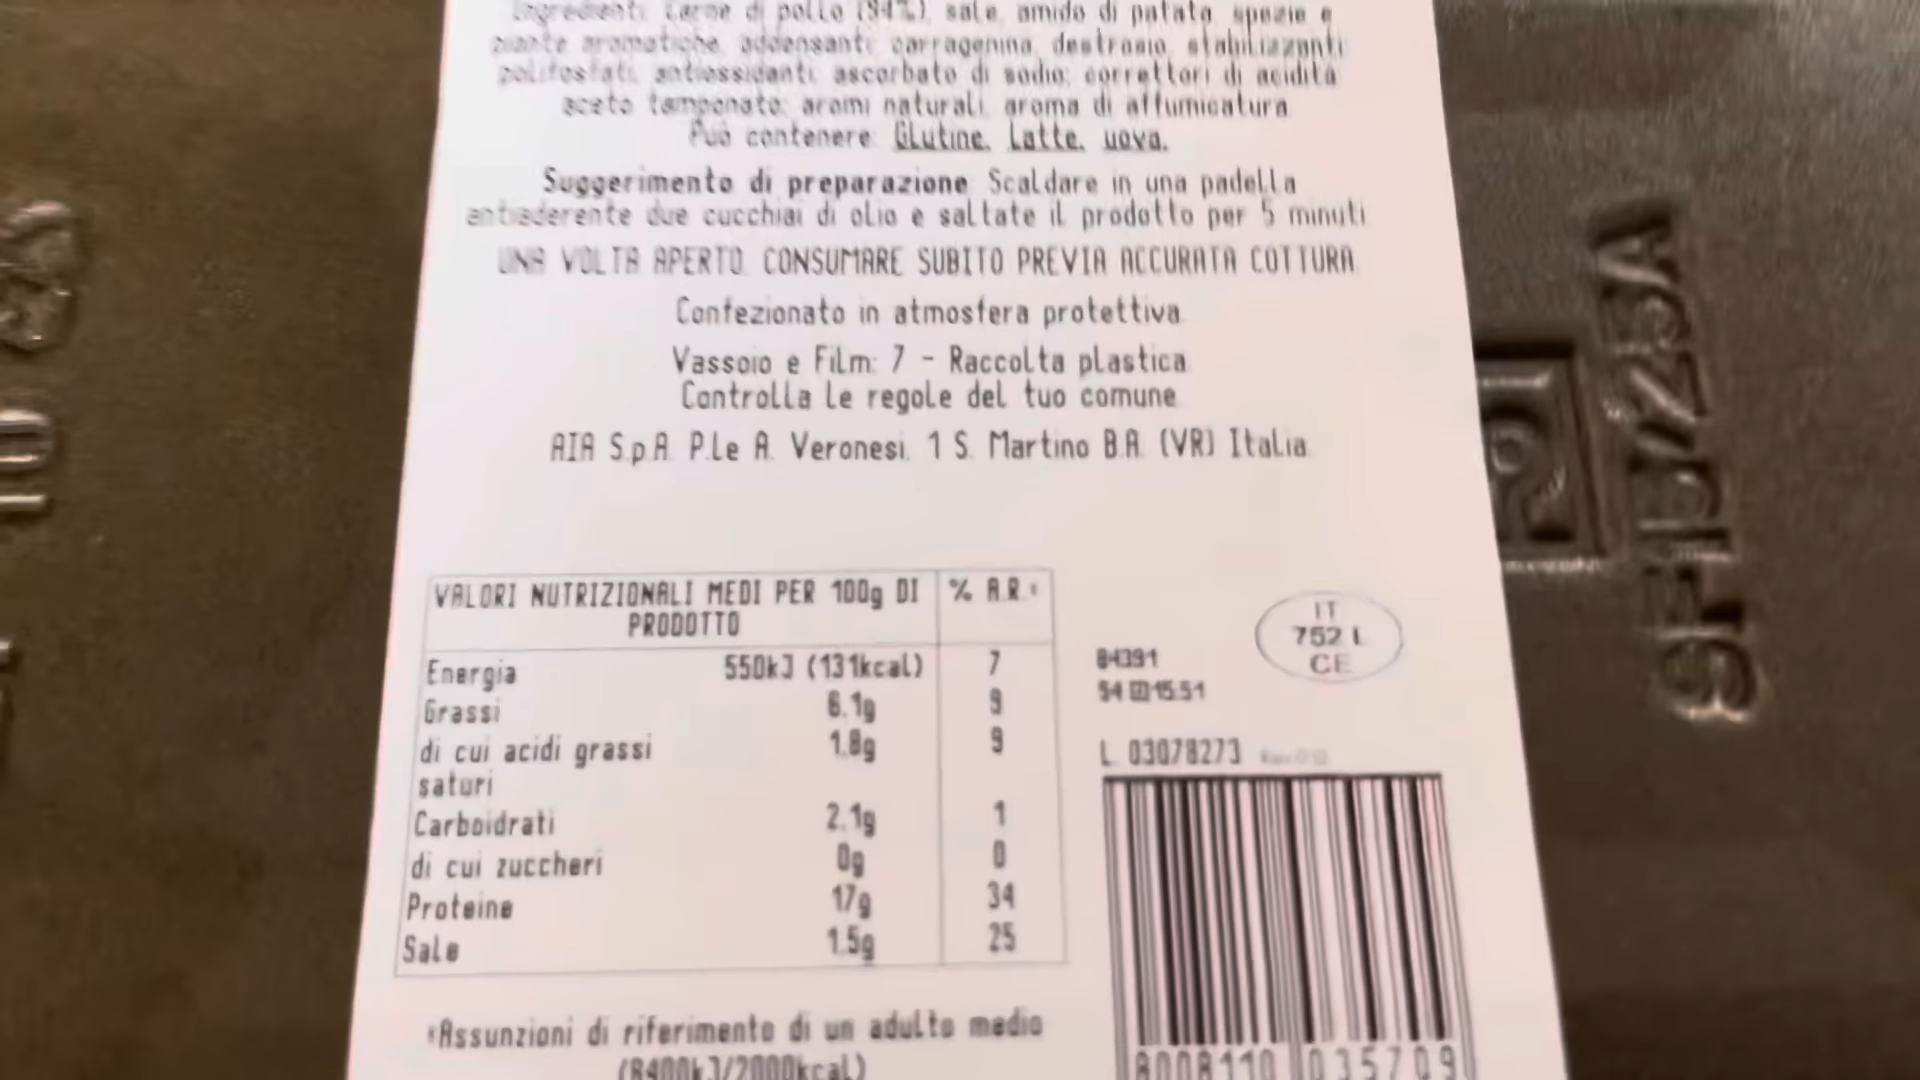 Ingredienti: Carne di pollo (94%), sale, amido di patata, spezie e
piante aromatiche, addensanti: carragenina, destrosio, stabilizzanti:
polifosfati, antiossidanti: ascorbato di sodio; correttori di acidità:
aceto tamponato; aromi naturali, aroma di affumicatura.
Può contenere: Glutine, Latte, uova.
Suggerimento di preparazione: Scaldare in una padella
antiaderente due cucchiai di olio e saltate il prodotto per 5 minuti
UNA VOLTA APERTO, CONSUMARE SUBITO PREVIA ACCURATA COTTURA.
Confezionato in atmosfera protettiva.
Vassoio e Film: 7 - Raccolta plastica.
Controlla le regole del tuo comune.
AIA S.p.A. P.le A. Veronesi, 1 S. Martino B.A. (VR) Italia.
VALORI NUTRIZIONALI MEDI PER 100g DI PRODOTTO % A.R.*
Energia 550kJ (131kcal) 7
Grassi 6.1g 9
di cui acidi grassi saturi 1.8g 9
Carboidrati 2.1g 1
di cui zuccheri 0g 0
Proteine 17g 34
Sale 1.5g 25
*Assunzioni di riferimento di un adulto medio
(8400kJ/2000kcal)
IT
752 L
CE
84391
54 15:51
L. 03078273
8008110 035709